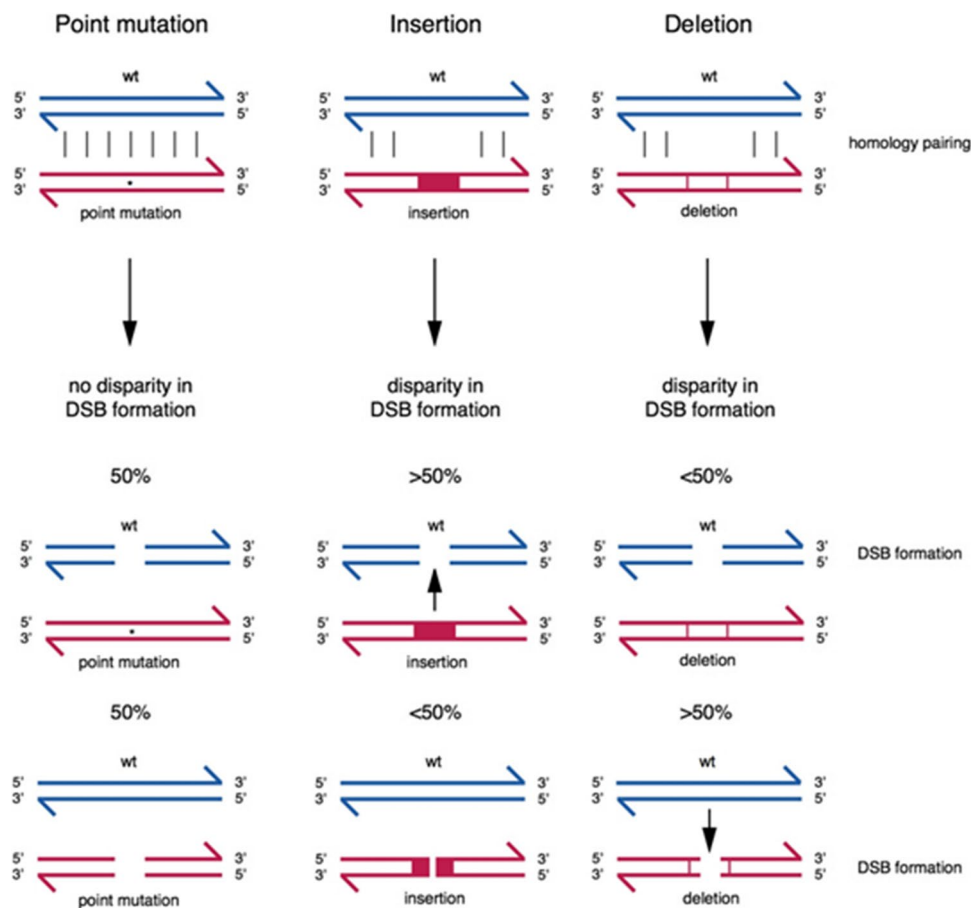 Point mutation Insertion Deletion
wt wt wt
5' 3' 5' 3' 5' 3'
3' 5' 3' 5' 3' 5'
homology pairing
5' 3' 5' 3' 5' 3'
3' 5' 3' 5' 3' 5'
point mutation insertion deletion
no disparity in disparity in disparity in
DSB formation DSB formation DSB formation
50% >50% <50%
wt wt wt
5' 3' 5' 3' 5' 3' DSB formation
3' 5' 3' 5' 3' 5'
5' 3' 5' 3' 5' 3'
3' 5' 3' 5' 3' 5'
point mutation insertion deletion
50% <50% >50%
wt wt wt
5' 3' 5' 3' 5' 3'
3' 5' 3' 5' 3' 5'
5' 3' 5' 3' 5' 3' DSB formation
3' 5' 3' 5' 3' 5'
point mutation insertion deletion